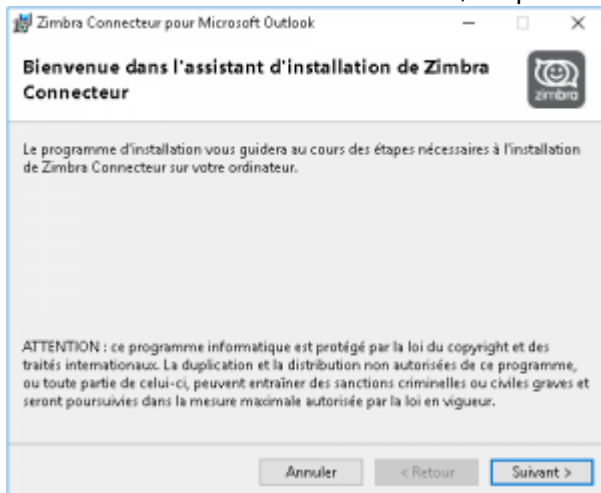 Zimbra Connecteur pour Microsoft Outlook
Bienvenue dans l'assistant d'installation de Zimbra
Connecteur
zimbra
Le programme d'installation vous guidera au cours des étapes nécessaires à l'installation
de Zimbra Connecteur sur votre ordinateur.
ATTENTION : ce programme informatique est protégé par la loi du copyright et des
traités internationaux. La duplication et la distribution non autorisées de ce programme,
ou toute partie de celui-ci, peuvent entraîner des sanctions criminelles ou civiles graves et
seront poursuivies dans la mesure maximale autorisée par la loi en vigueur.
Annuler < Retour Suivant >